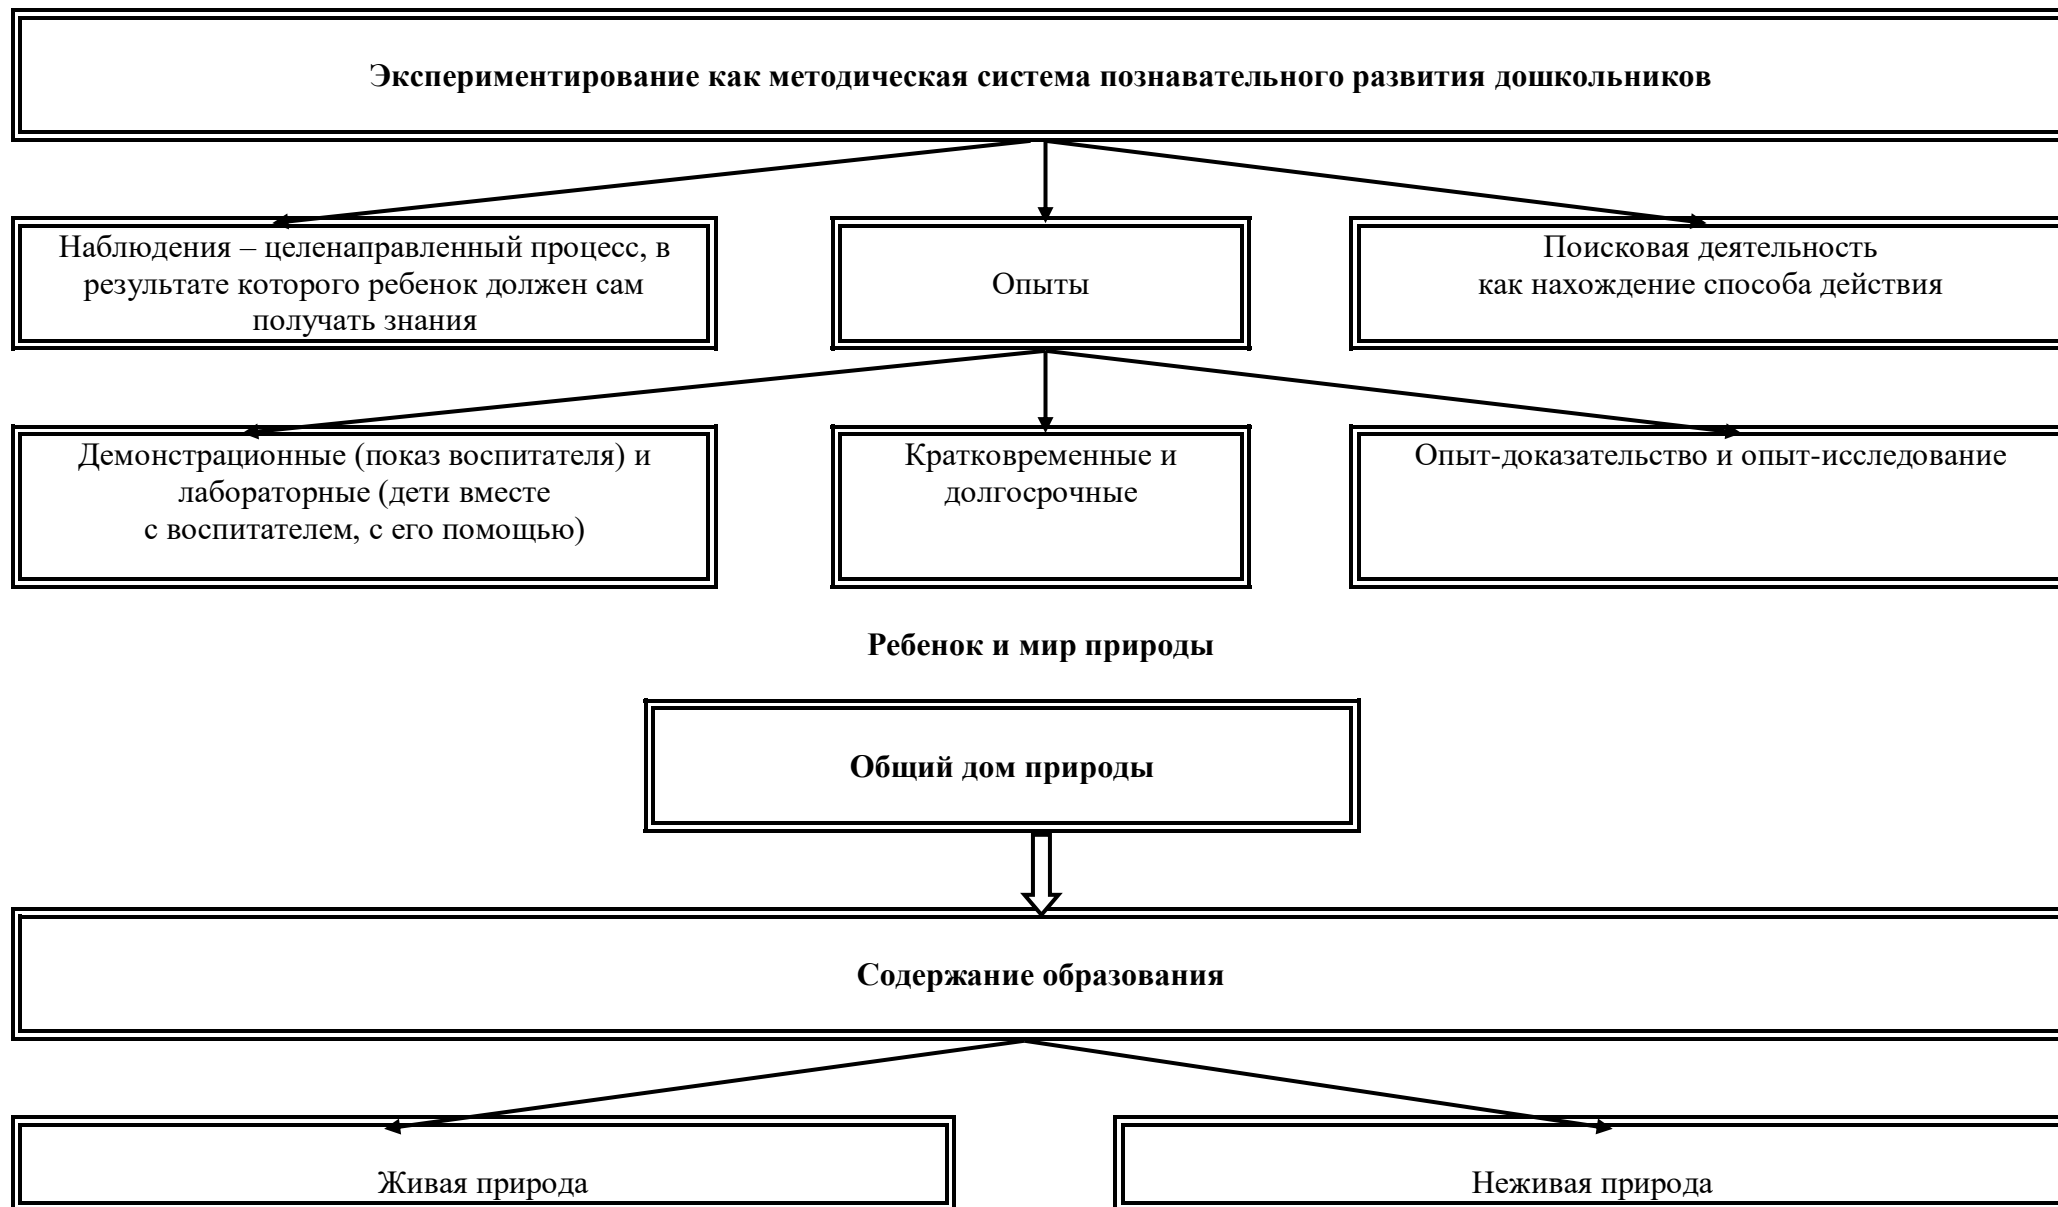 Экспериментирование как методическая система познавательного развития дошкольников
Наблюдения – целенаправленный процесс, в
результате которого ребенок должен сам
получать знания
Опыты
Поисковая деятельность
как нахождение способа действия
Демонстрационные (показ воспитателя) и
лабораторные (дети вместе
с воспитателем, с его помощью)
Кратковременные и
долгосрочные
Опыт-доказательство и опыт-исследование
Ребенок и мир природы
Общий дом природы
Содержание образования
Живая природа
Неживая природа